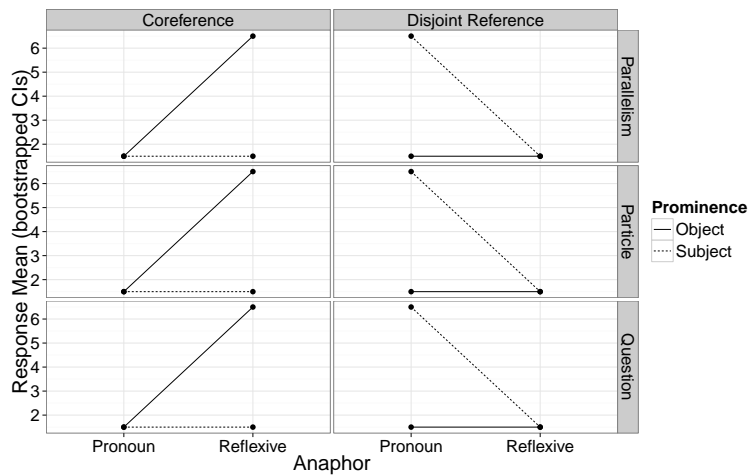 Coreference
Disjoint Reference
Response Mean (bootstrapped CIs)
6
5
4
3
2
Parallelism
6
5
4
3
2
Particle
6
5
4
3
2
Question
Pronoun
Reflexive
Pronoun
Reflexive
Anaphor
Prominence
Object
Subject